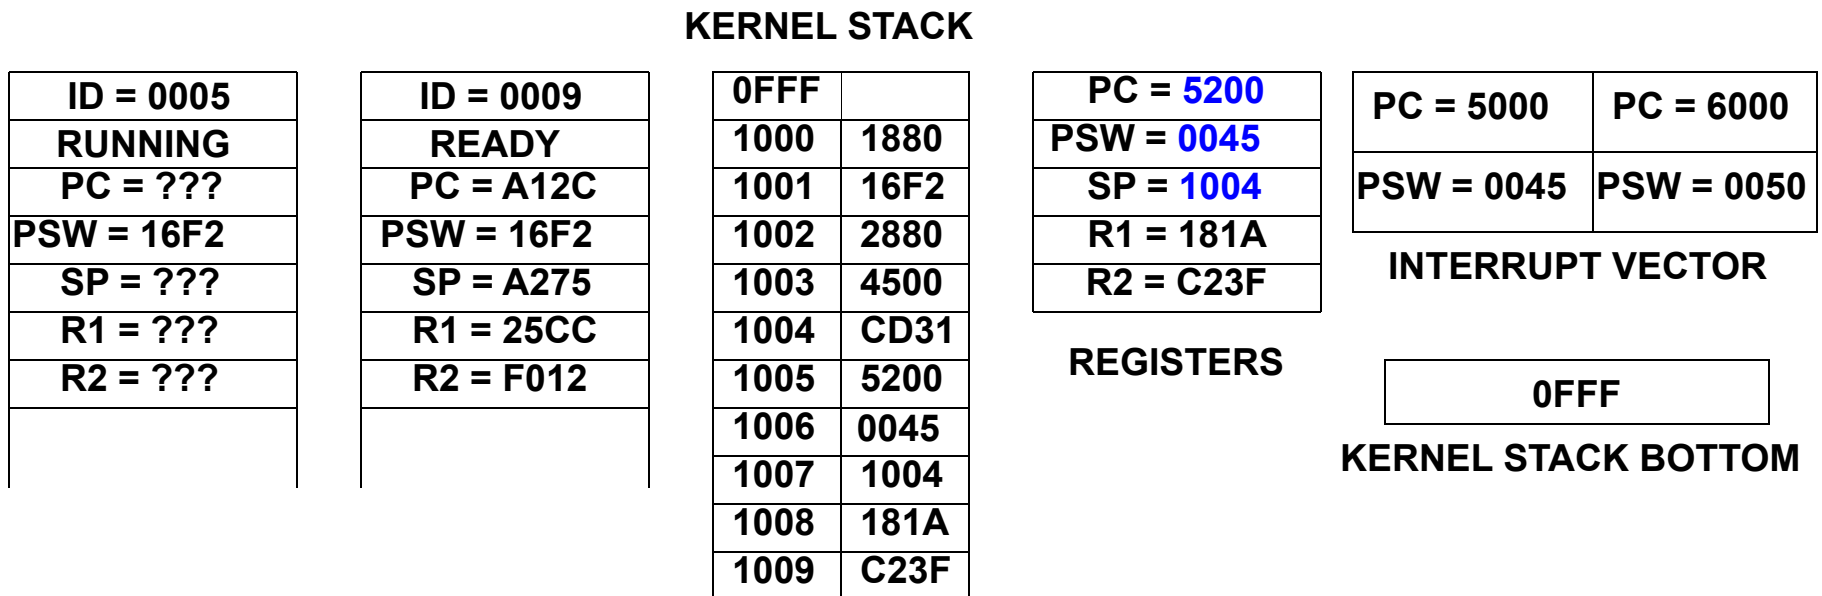 KERNEL STACK
ID = 0005
RUNNING
PC = ???
PSW = 16F2
SP = ???
R1 = ???
R2 = ???
ID = 0009
READY
PC = A12C
PSW = 16F2
SP = A275
R1 = 25CC
R2 = F012
0FFF
1000 1880
1001 16F2
1002 2880
1003 4500
1004 CD31
1005 5200
1006 0045
1007 1004
1008 181A
1009 C23F
PC = 5200
PSW = 0045
SP = 1004
R1 = 181A
R2 = C23F
REGISTERS
PC = 5000 PC = 6000
PSW = 0045 PSW = 0050
INTERRUPT VECTOR
0FFF
KERNEL STACK BOTTOM